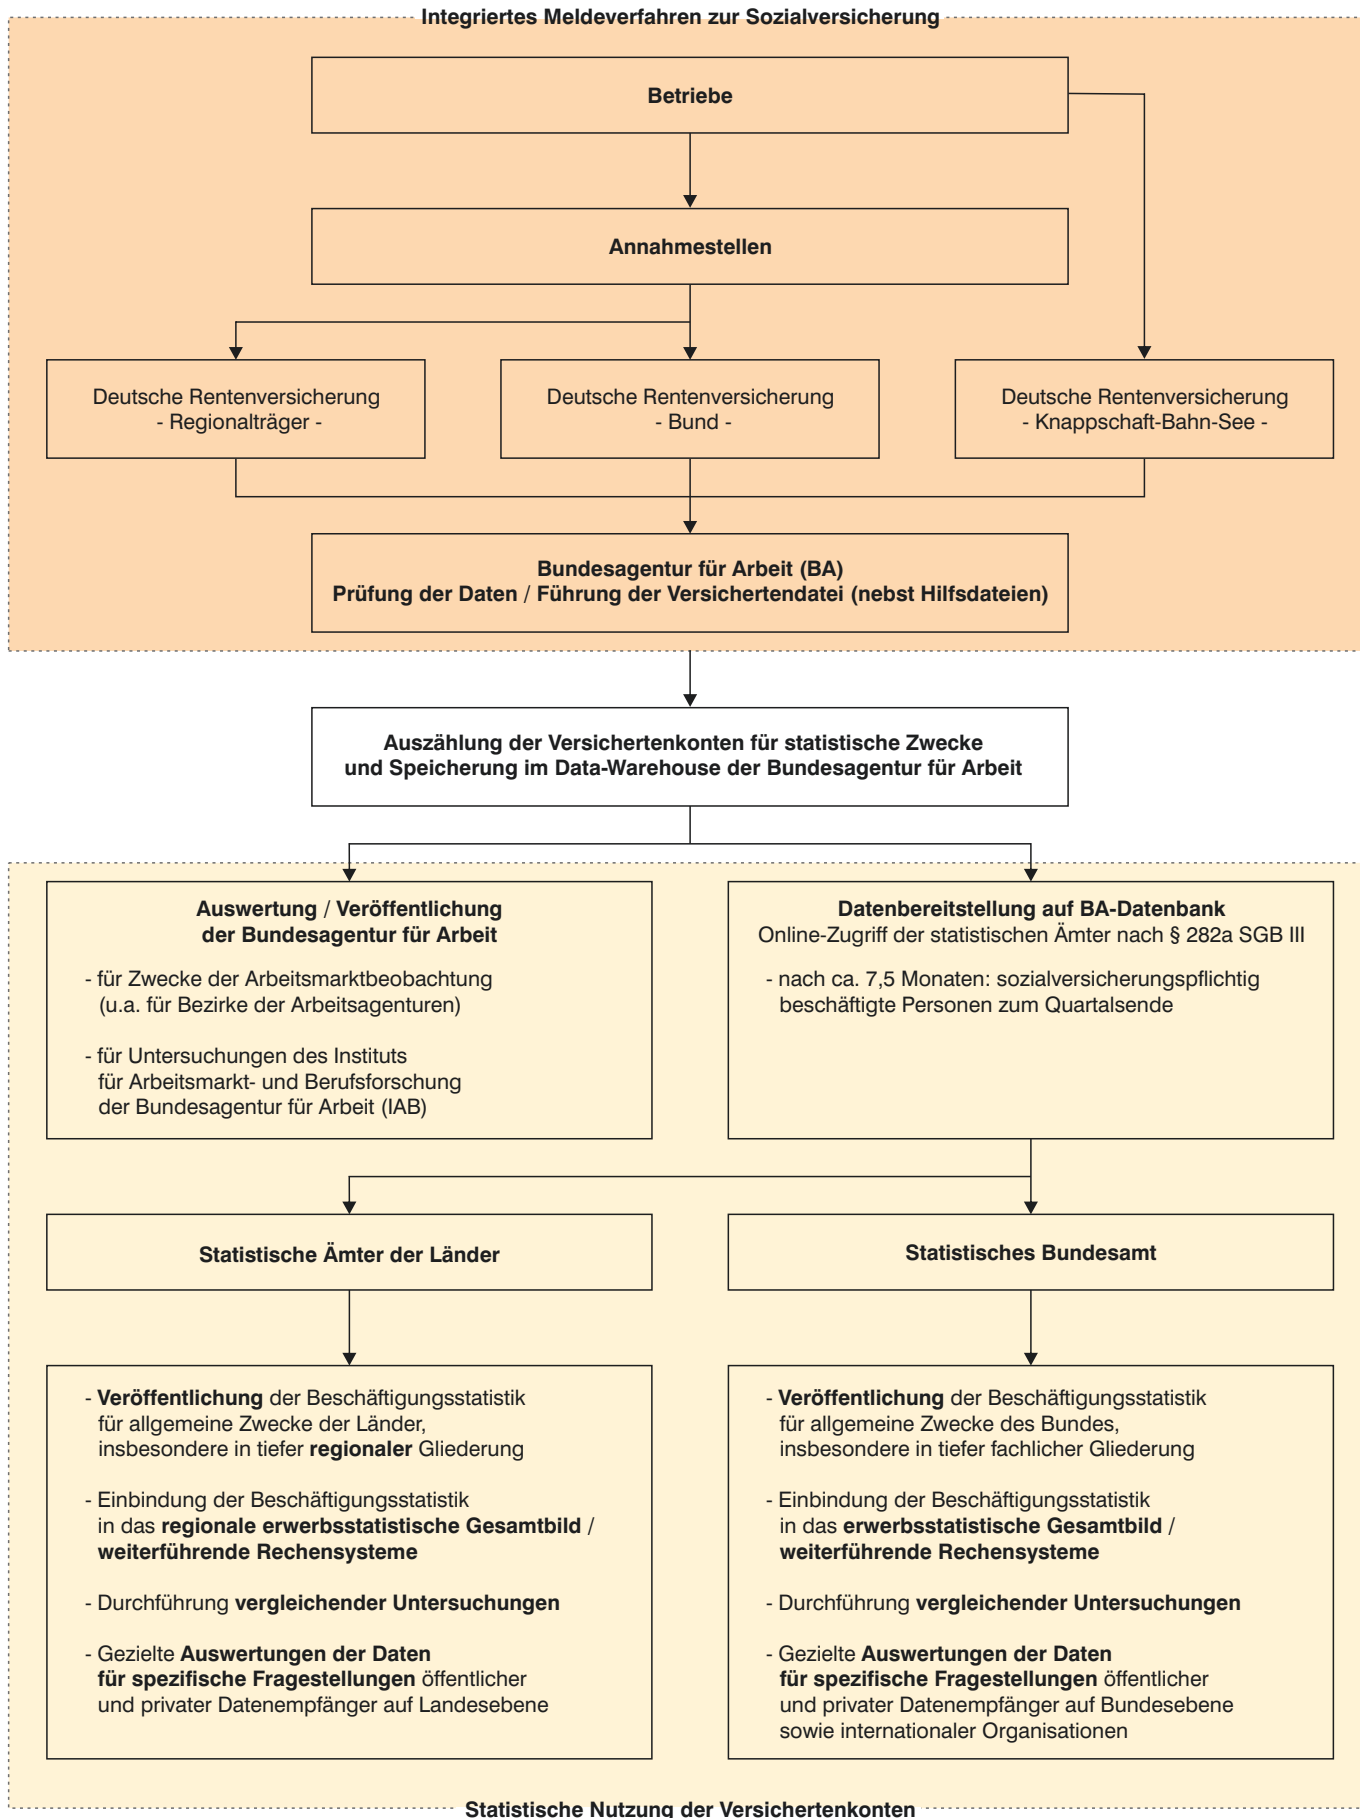 Integriertes Meldeverfahren zur Sozialversicherung
Betriebe
Annahmestellen
Deutsche Rentenversicherung
- Regionalträger -
Deutsche Rentenversicherung
- Bund -
Deutsche Rentenversicherung
- Knappschaft-Bahn-See -
Bundesagentur für Arbeit (BA)
Prüfung der Daten / Führung der Versichertendatei (nebst Hilfsdateien)
Auszählung der Versichertenkonten für statistische Zwecke
und Speicherung im Data-Warehouse der Bundesagentur für Arbeit
Auswertung / Veröffentlichung
der Bundesagentur für Arbeit
- für Zwecke der Arbeitsmarktbeobachtung
(u.a. für Bezirke der Arbeitsagenturen)
- für Untersuchungen des Instituts
für Arbeitsmarkt- und Berufsforschung
der Bundesagentur für Arbeit (IAB)
Datenbereitstellung auf BA-Datenbank
Online-Zugriff der statistischen Ämter nach § 282a SGB III
- nach ca. 7,5 Monaten: sozialversicherungspflichtig
beschäftigte Personen zum Quartalsende
Statistische Ämter der Länder
Statistisches Bundesamt
- Veröffentlichung der Beschäftigungsstatistik
für allgemeine Zwecke der Länder,
insbesondere in tiefer regionaler Gliederung
- Einbindung der Beschäftigungsstatistik
in das regionale erwerbsstatistische Gesamtbild /
weiterführende Rechensysteme
- Durchführung vergleichender Untersuchungen
- Gezielte Auswertungen der Daten
für spezifische Fragestellungen öffentlicher
und privater Datenempfänger auf Landesebene
- Veröffentlichung der Beschäftigungsstatistik
für allgemeine Zwecke des Bundes,
insbesondere in tiefer fachlicher Gliederung
- Einbindung der Beschäftigungsstatistik
in das erwerbsstatistische Gesamtbild /
weiterführende Rechensysteme
- Durchführung vergleichender Untersuchungen
- Gezielte Auswertungen der Daten
für spezifische Fragestellungen öffentlicher
und privater Datenempfänger auf Bundesebene
sowie internationaler Organisationen
Statistische Nutzung der Versichertenkonten